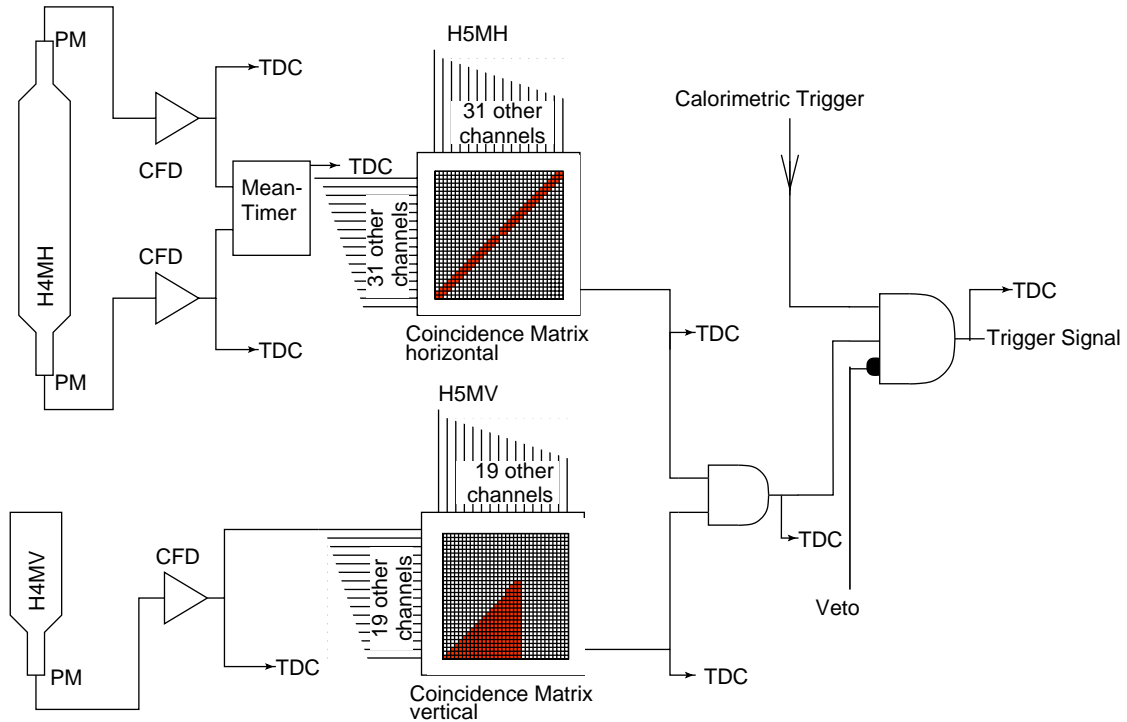 PM
H4MH
PM
CFD
TDC
CFD
TDC
Mean-
Timer
TDC
H5MH
31 other
channels
31 other
channels
Coincidence Matrix
horizontal
TDC
Calorimetric Trigger
TDC
Trigger Signal
H4MV
PM
CFD
TDC
H5MV
19 other
channels
19 other
channels
Coincidence Matrix
vertical
TDC
TDC
Veto